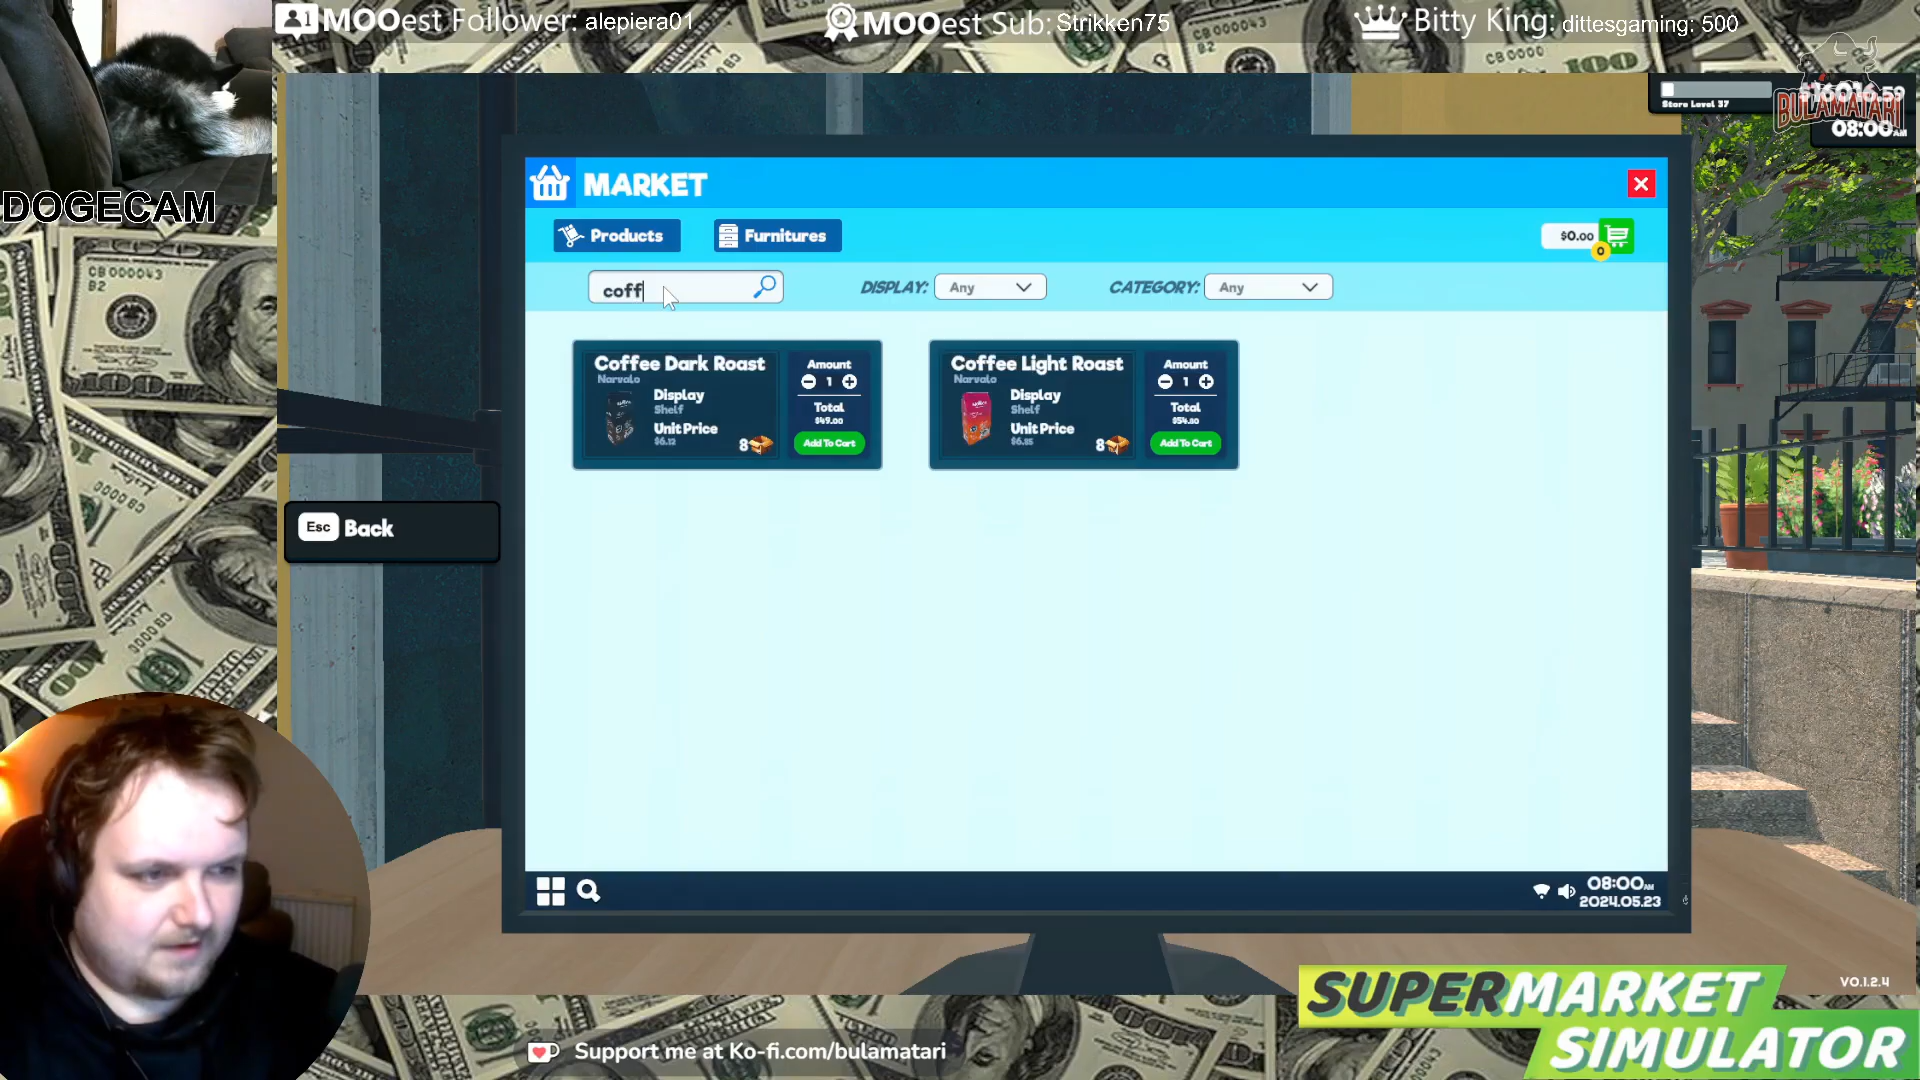 MOOest Follower: alepiera01
MOOest Sub: Strikken75
Bitty King: dittesgaming: 500
DOGECAM
Store Level 37
BULAMATARI
08:00AM
MARKET
Products
Furnitures
$0.00
0
coff
DISPLAY: Any
CATEGORY: Any
Coffee Dark Roast
Narvalo
Display
Shelf
Unit Price
$6.12
8
Amount
1
Total
$49.00
Add To Cart
Coffee Light Roast
Narvalo
Display
Shelf
Unit Price
$6.85
8
Amount
1
Total
$54.80
Add To Cart
Esc Back
08:00AM
2024.05.23
V0.1.2.4
SUPERMARKET
SIMULATOR
Support me at Ko-fi.com/bulamatari